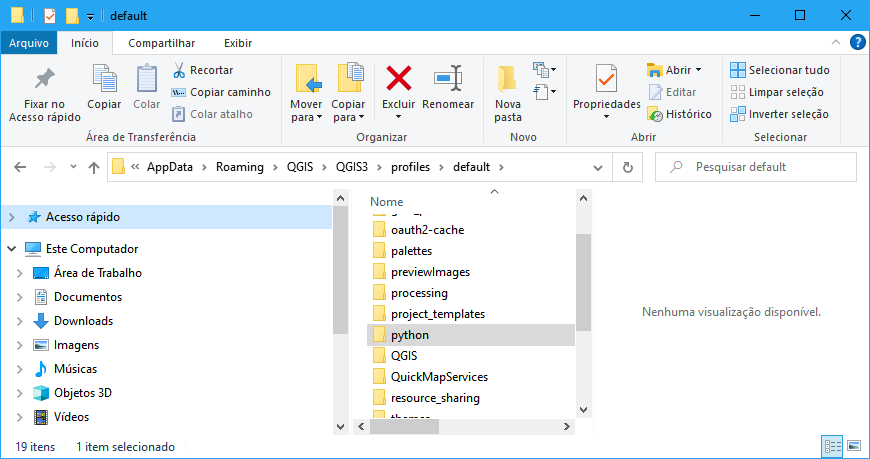 default
Arquivo Início Compartilhar Exibir
Fixar no Acesso rápido
Copiar
Colar
Recortar
Copiar caminho
Colar atalho
Área de Transferência
Mover para
Copiar para
Excluir
Renomear
Organizar
Nova pasta
Novo
Propriedades
Abrir
Editar
Histórico
Abrir
Selecionar tudo
Limpar seleção
Inverter seleção
Selecionar
« AppData › Roaming › QGIS › QGIS3 › profiles › default ›
Pesquisar default
Acesso rápido
Este Computador
Área de Trabalho
Documentos
Downloads
Imagens
Músicas
Objetos 3D
Vídeos
Nome
oauth2-cache
palettes
previewImages
processing
project_templates
python
QGIS
QuickMapServices
resource_sharing
Nenhuma visualização disponível.
19 itens 1 item selecionado